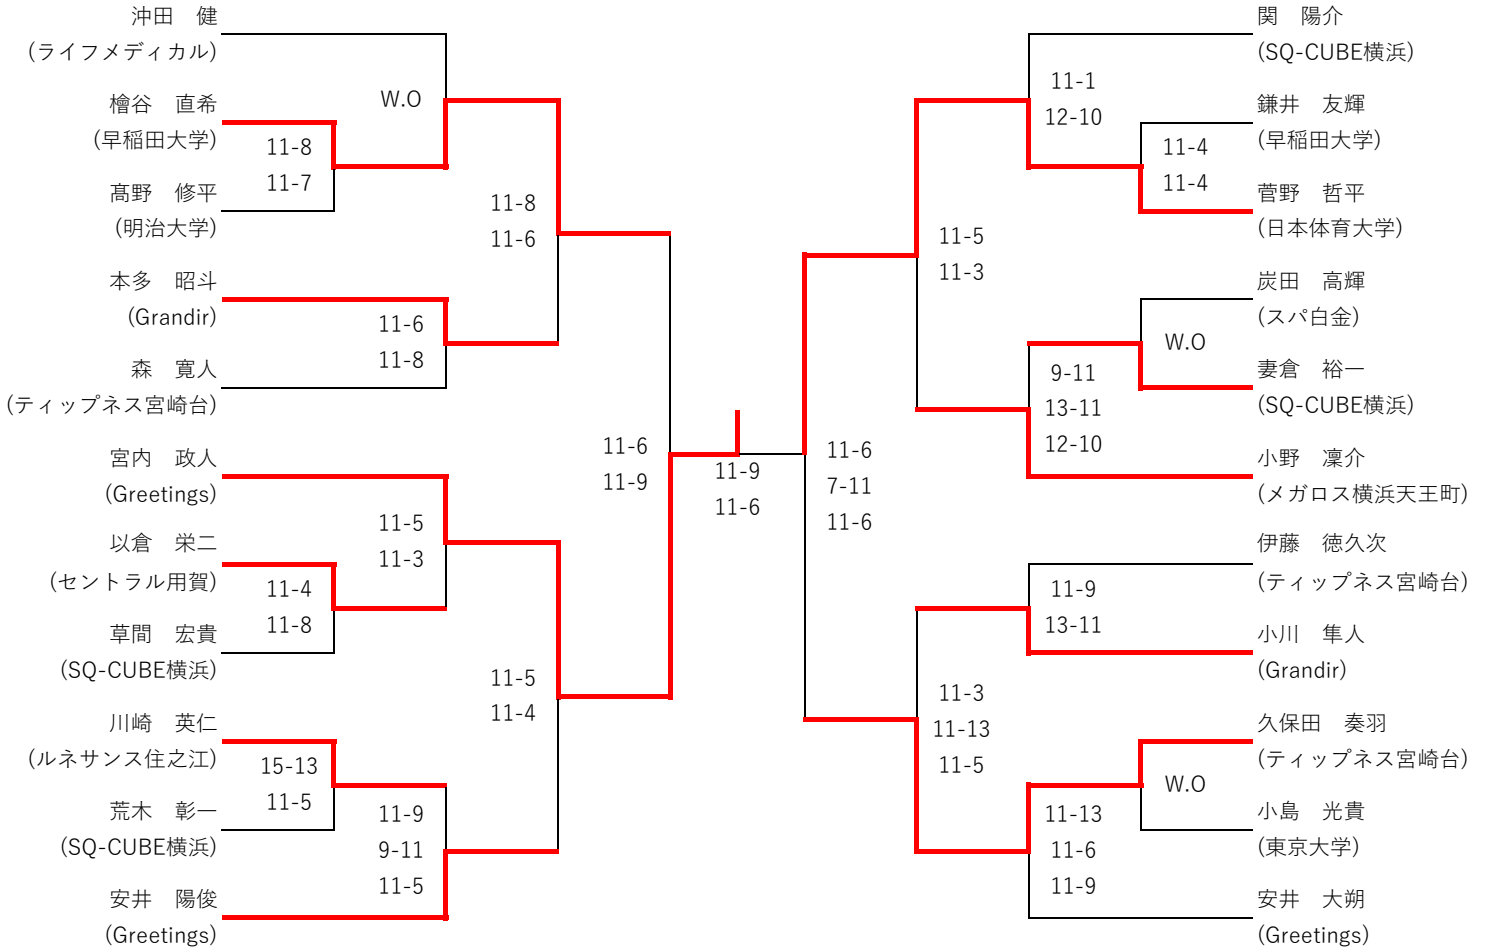 沖田　健
(ライフメディカル)
檜谷　直希
(早稲田大学)
髙野　修平
(明治大学)
本多　昭斗
(Grandir)
森　寛人
(ティップネス宮崎台)
宮内　政人
(Greetings)
以倉　栄二
(セントラル用賀)
草間　宏貴
(SQ-CUBE横浜)
川崎　英仁
(ルネサンス住之江)
荒木　彰一
(SQ-CUBE横浜)
安井　陽俊
(Greetings)
11-8
11-7
11-4
11-8
15-13
11-5
W.O
11-6
11-8
11-5
11-3
11-9
9-11
11-5
11-8
11-6
11-5
11-4
11-6
11-9
11-9
11-6
11-6
7-11
11-6
11-5
11-3
11-3
11-13
11-5
11-1
12-10
9-11
13-11
12-10
11-9
13-11
11-13
11-6
11-9
11-4
11-4
W.O
W.O
関　陽介
(SQ-CUBE横浜)
鎌井　友輝
(早稲田大学)
菅野　哲平
(日本体育大学)
炭田　高輝
(スパ白金)
妻倉　裕一
(SQ-CUBE横浜)
小野　凜介
(メガロス横浜天王町)
伊藤　徳久次
(ティップネス宮崎台)
小川　隼人
(Grandir)
久保田　奏羽
(ティップネス宮崎台)
小島　光貴
(東京大学)
安井　大朔
(Greetings)